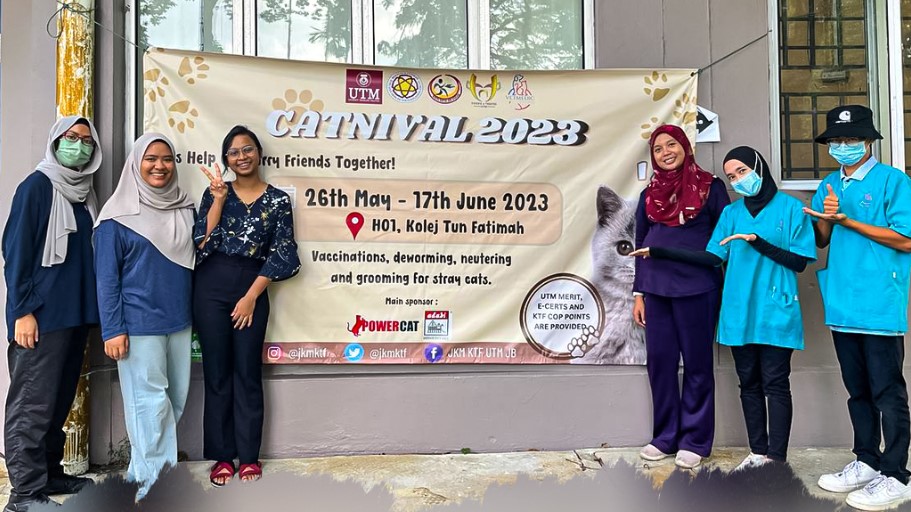 UTM
CATNIVAL 2023
s Help rry Friends Together!
26th May - 17th June 2023
H01, Kolej Tun Fatimah
Vaccinations, deworming, neutering
and grooming for stray cats.
Main sponsor :
POWERCAT
adabi
UTM MERIT,
E-CERTS AND
KTF COP POINTS
ARE PROVIDED
@jkmktf @jkmktf JKM KTF UTM JB